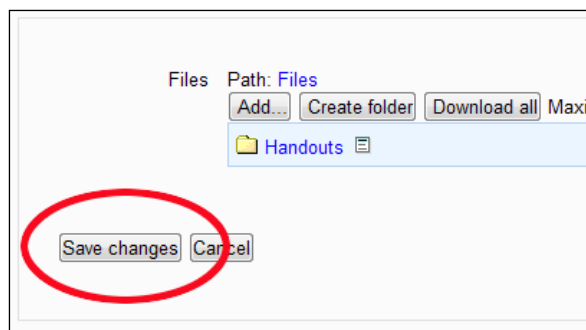 Files Path: Files
Add... Create folder Download all Maxi
Handouts
Save changes Cancel